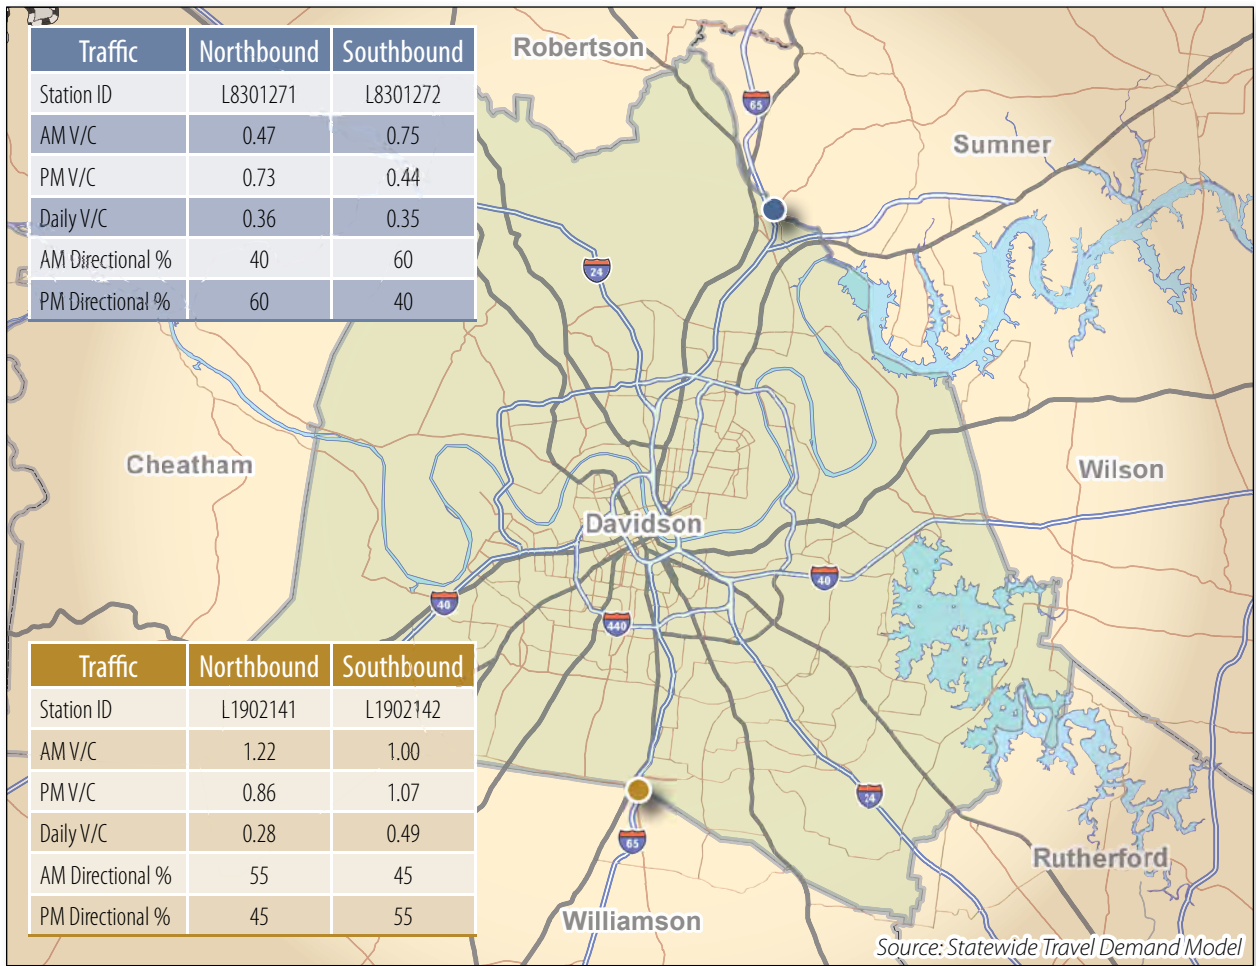 Traffic Northbound Southbound
Station ID L8301271 L8301272
AM V/C 0.47 0.75
PM V/C 0.73 0.44
Daily V/C 0.36 0.35
AM Directional % 40 60
PM Directional % 60 40
Robertson
65
Sumner
24
Cheatham
Wilson
Davidson
40
40
440
Traffic Northbound Southbound
Station ID L1902141 L1902142
AM V/C 1.22 1.00
PM V/C 0.86 1.07
Daily V/C 0.28 0.49
AM Directional % 55 45
PM Directional % 45 55
24
65
Rutherford
Williamson
Source: Statewide Travel Demand Model